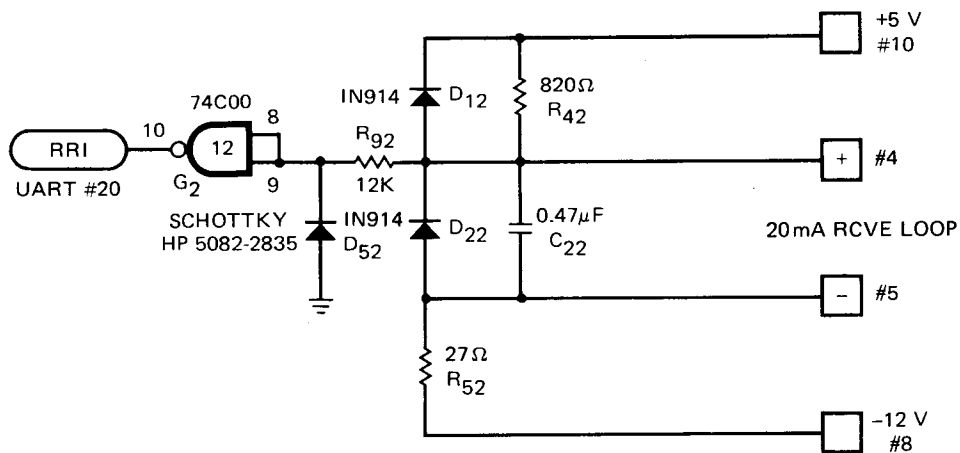 +5 V
#10
74C00
8
IN914
D12
820Ω
R42
10
RRI
12
R92
+
#4
UART #20
G2
9
12K
SCHOTTKY
HP 5082-2835
D52
IN914
D22
0.47μF
C22
20mA RCVE LOOP
−
#5
27Ω
R52
−12 V
#8